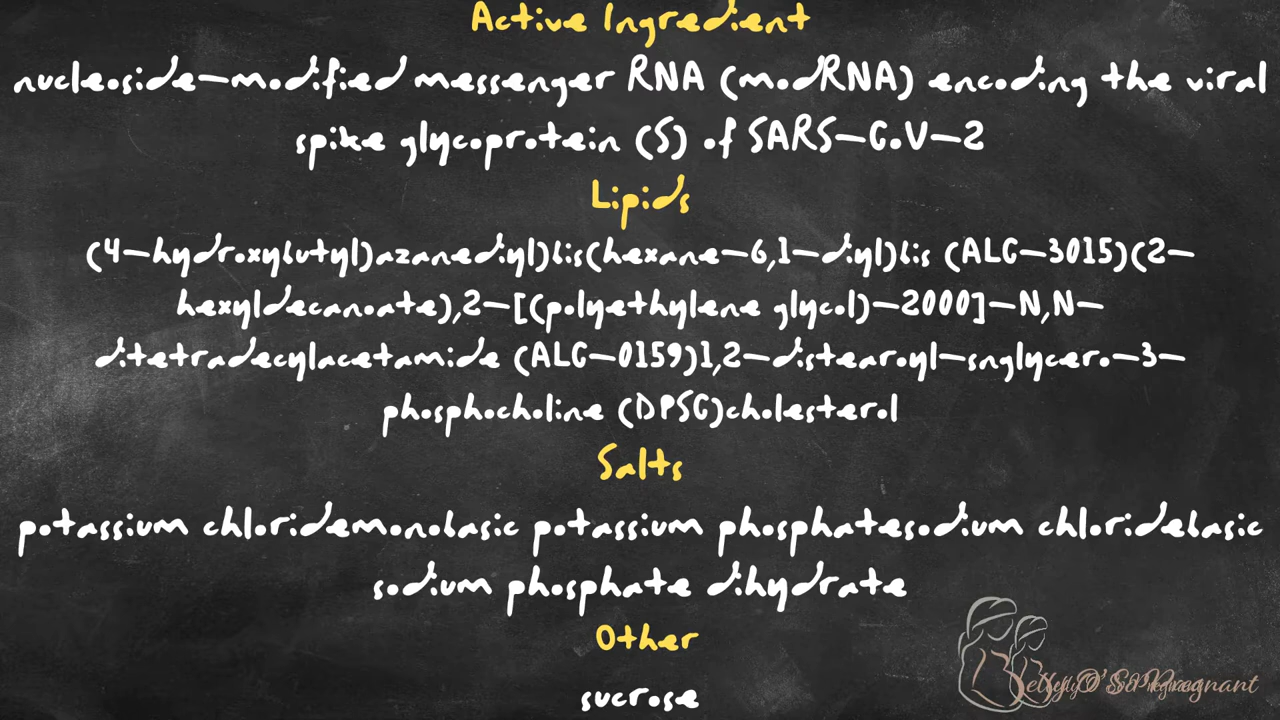 Active Ingredient
nucleoside-modified messenger RNA (modRNA) encoding the viral
spike glycoprotein (S) of SARS-CoV-2
Lipids
(4-hydroxybutyl)azanediyl)bis(hexane-6,1-diyl)bis (ALC-3015)(2-
hexyldecanoate),2-[(polyethylene glycol)-2000]-N,N-
ditetradecylacetamide (ALC-0159)1,2-distearoyl-snglycero-3-
phosphocholine (DPSC)cholesterol
Salts
potassium chloridemonobasic potassium phosphatesodium chloridebasic
sodium phosphate dihydrate
Other
sucrose
Pregnant